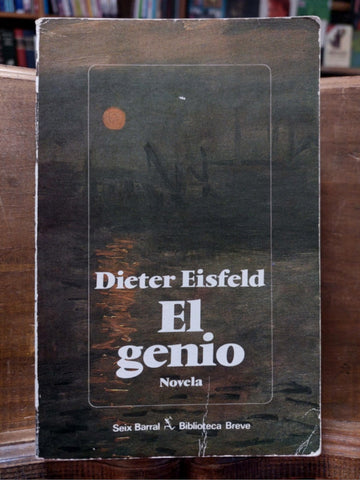 Dieter Eisfeld
El
genio
Novela
Seix Barral Biblioteca Breve